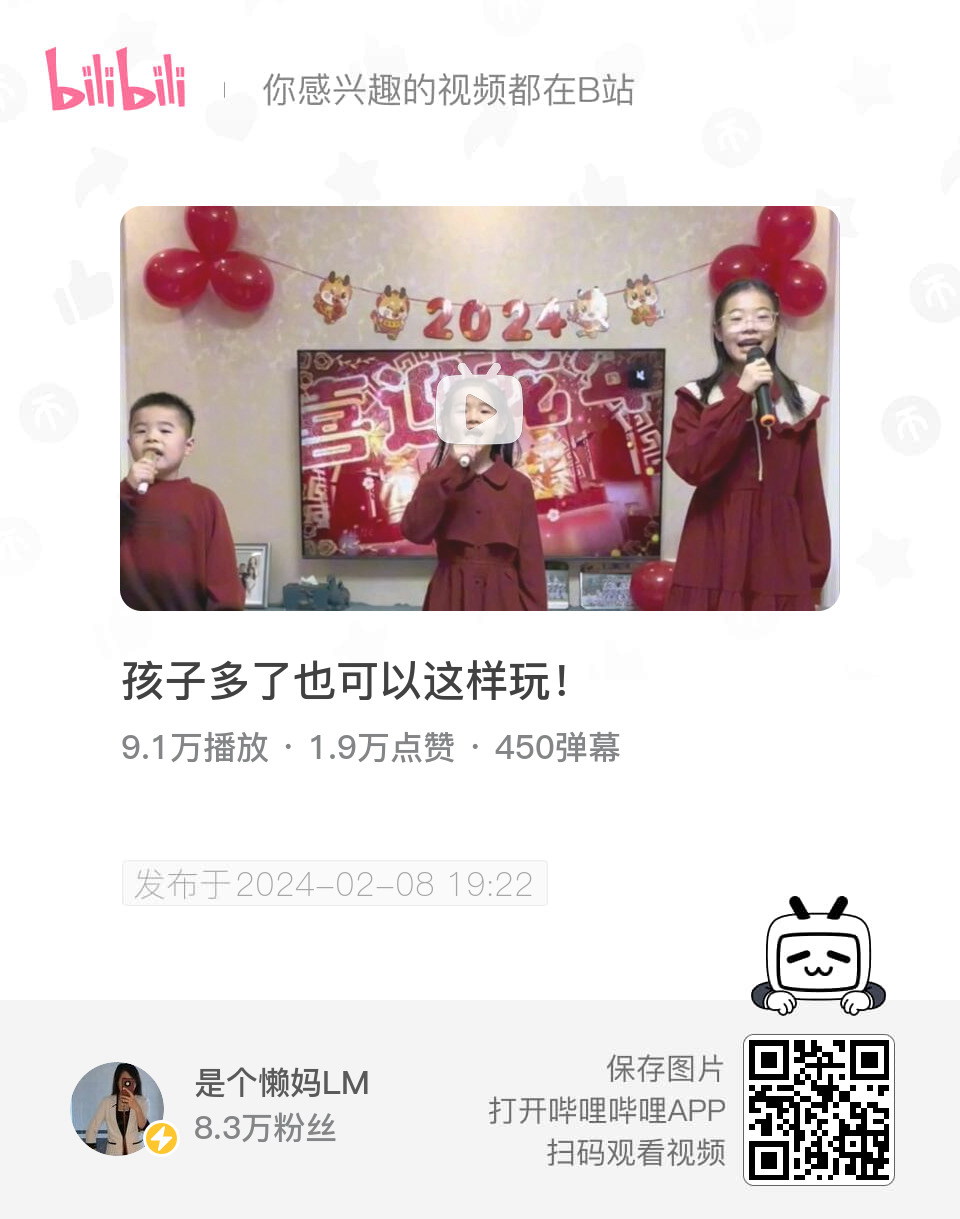 bilibili
你感兴趣的视频都在B站
2024
喜迎龙年
孩子多了也可以这样玩！
9.1万播放 · 1.9万点赞 · 450弹幕
发布于2024-02-08 19:22
是个懒妈LM
8.3万粉丝
保存图片
打开哔哩哔哩APP
扫码观看视频